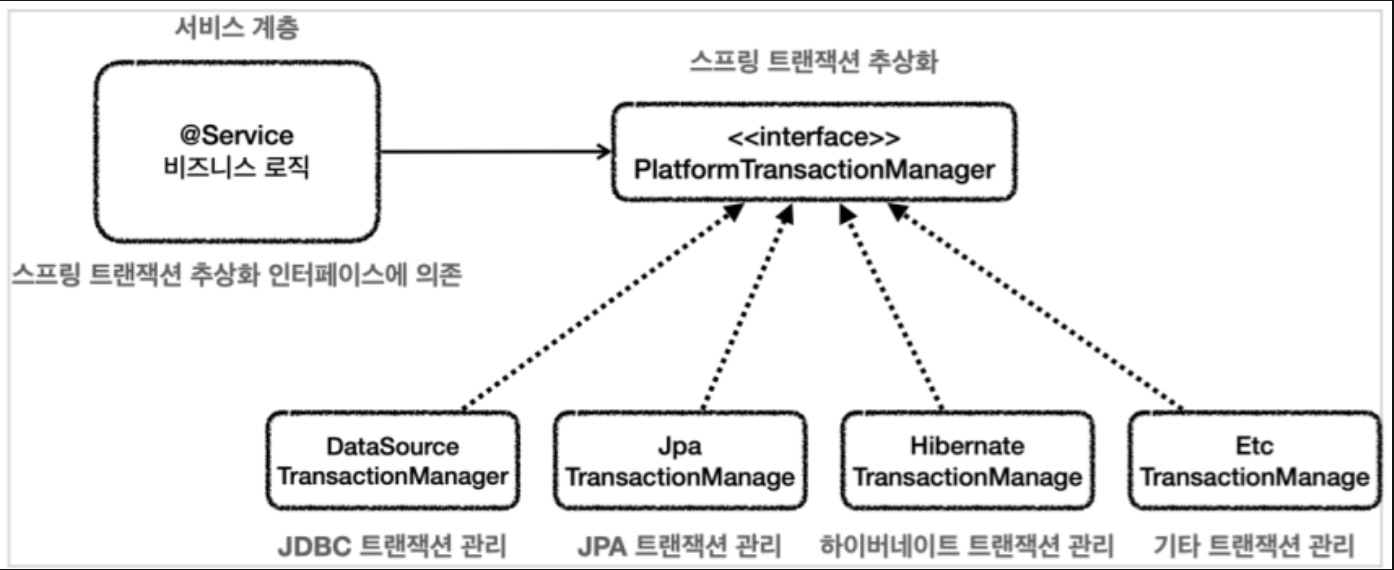 서비스 계층
@Service
비즈니스 로직
스프링 트랜잭션 추상화 인터페이스에 의존
스프링 트랜잭션 추상화
<<interface>>
PlatformTransactionManager
DataSource
TransactionManager
JDBC 트랜잭션 관리
Jpa
TransactionManage
JPA 트랜잭션 관리
Hibernate
TransactionManage
하이버네이트 트랜잭션 관리
Etc
TransactionManage
기타 트랜잭션 관리